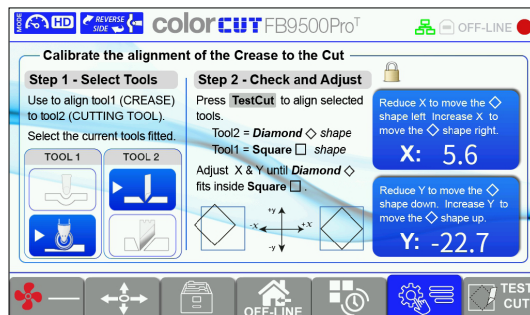 MODE
HD
REVERSE
SIDE
colorcut FB9500ProT
OFF-LINE
Calibrate the alignment of the Crease to the Cut
Step 1 - Select Tools
Use to align tool1 (CREASE)
to tool2 (CUTTING TOOL).
Select the current tools fitted.
TOOL 1
TOOL 2
Step 2 - Check and Adjust
Press TestCut to align selected
tools.
Tool2 = Diamond ◇ shape
Tool1 = Square □ shape
Adjust X & Y until Diamond ◇
fits inside Square □ .
+y
-x
+x
-y
Reduce X to move the ◇
shape left Increase X to
move the ◇ shape right.
X: 5.6
Reduce Y to move the ◇
shape down. Increase Y to
move the ◇ shape up.
Y: -22.7
OFF-LINE
TEST
CUT